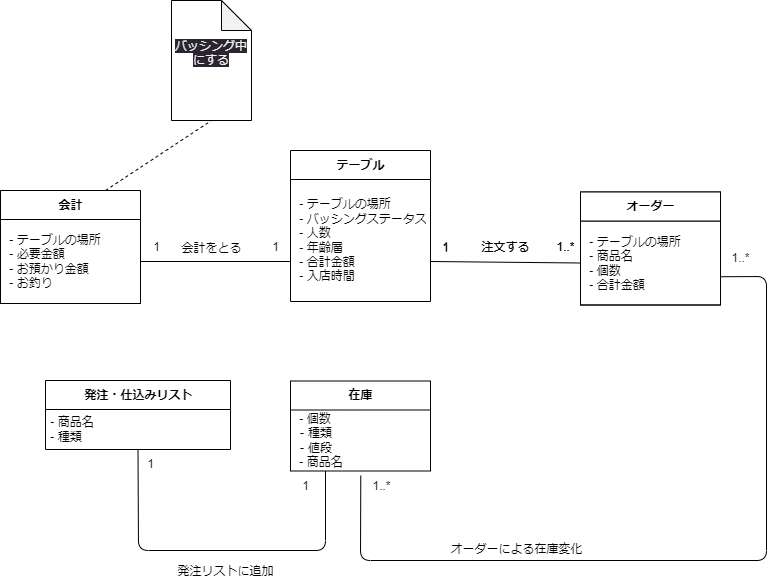 バッシング中
にする
テーブル
- テーブルの場所
- バッシングステータス
- 人数
- 年齢層
- 合計金額
- 入店時間
会計
- テーブルの場所
- 必要金額
- お預かり金額
- お釣り
1
会計をとる
1
1
注文する
1..*
オーダー
- テーブルの場所
- 商品名
- 個数
- 合計金額
1..*
発注・仕込みリスト
- 商品名
- 種類
1
在庫
- 個数
- 種類
- 値段
- 商品名
1
1..*
オーダーによる在庫変化
発注リストに追加